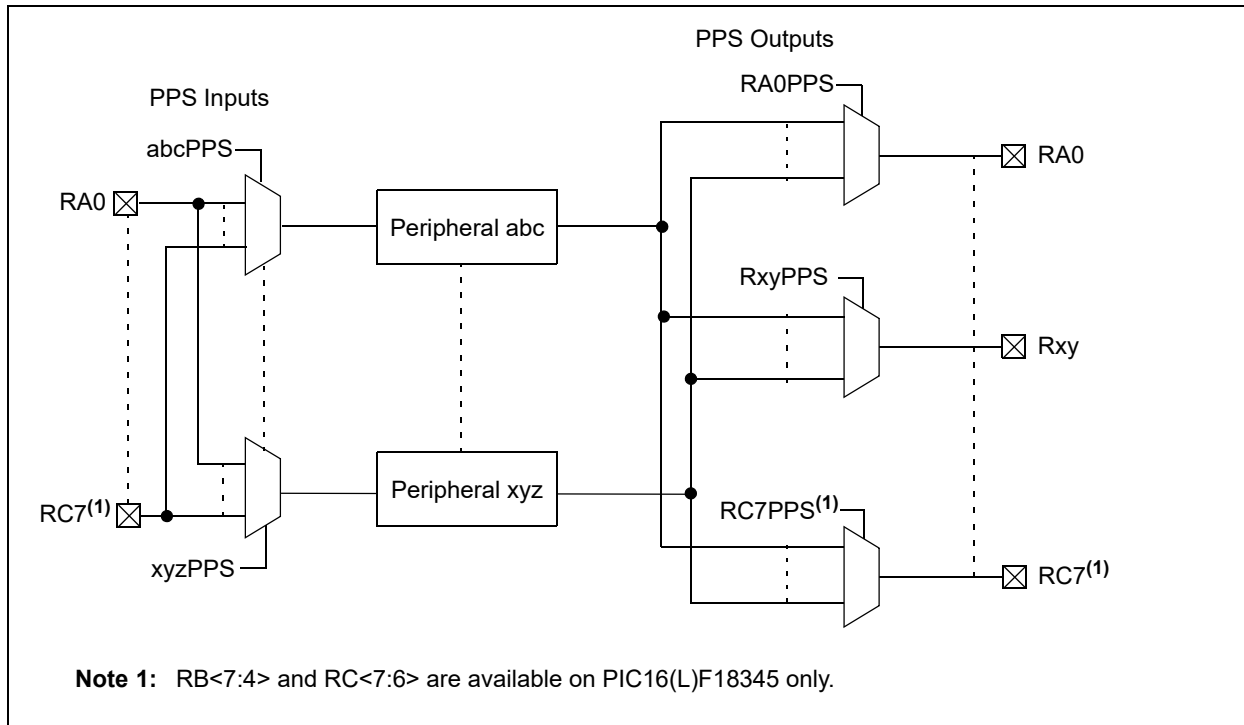 PPS Outputs
RA0PPS
PPS Inputs
abcPPS
RA0
RA0
Peripheral abc
RxyPPS
Rxy
Peripheral xyz
RC7(1)
RC7PPS(1)
xyzPPS
RC7(1)
Note 1: RB<7:4> and RC<7:6> are available on PIC16(L)F18345 only.